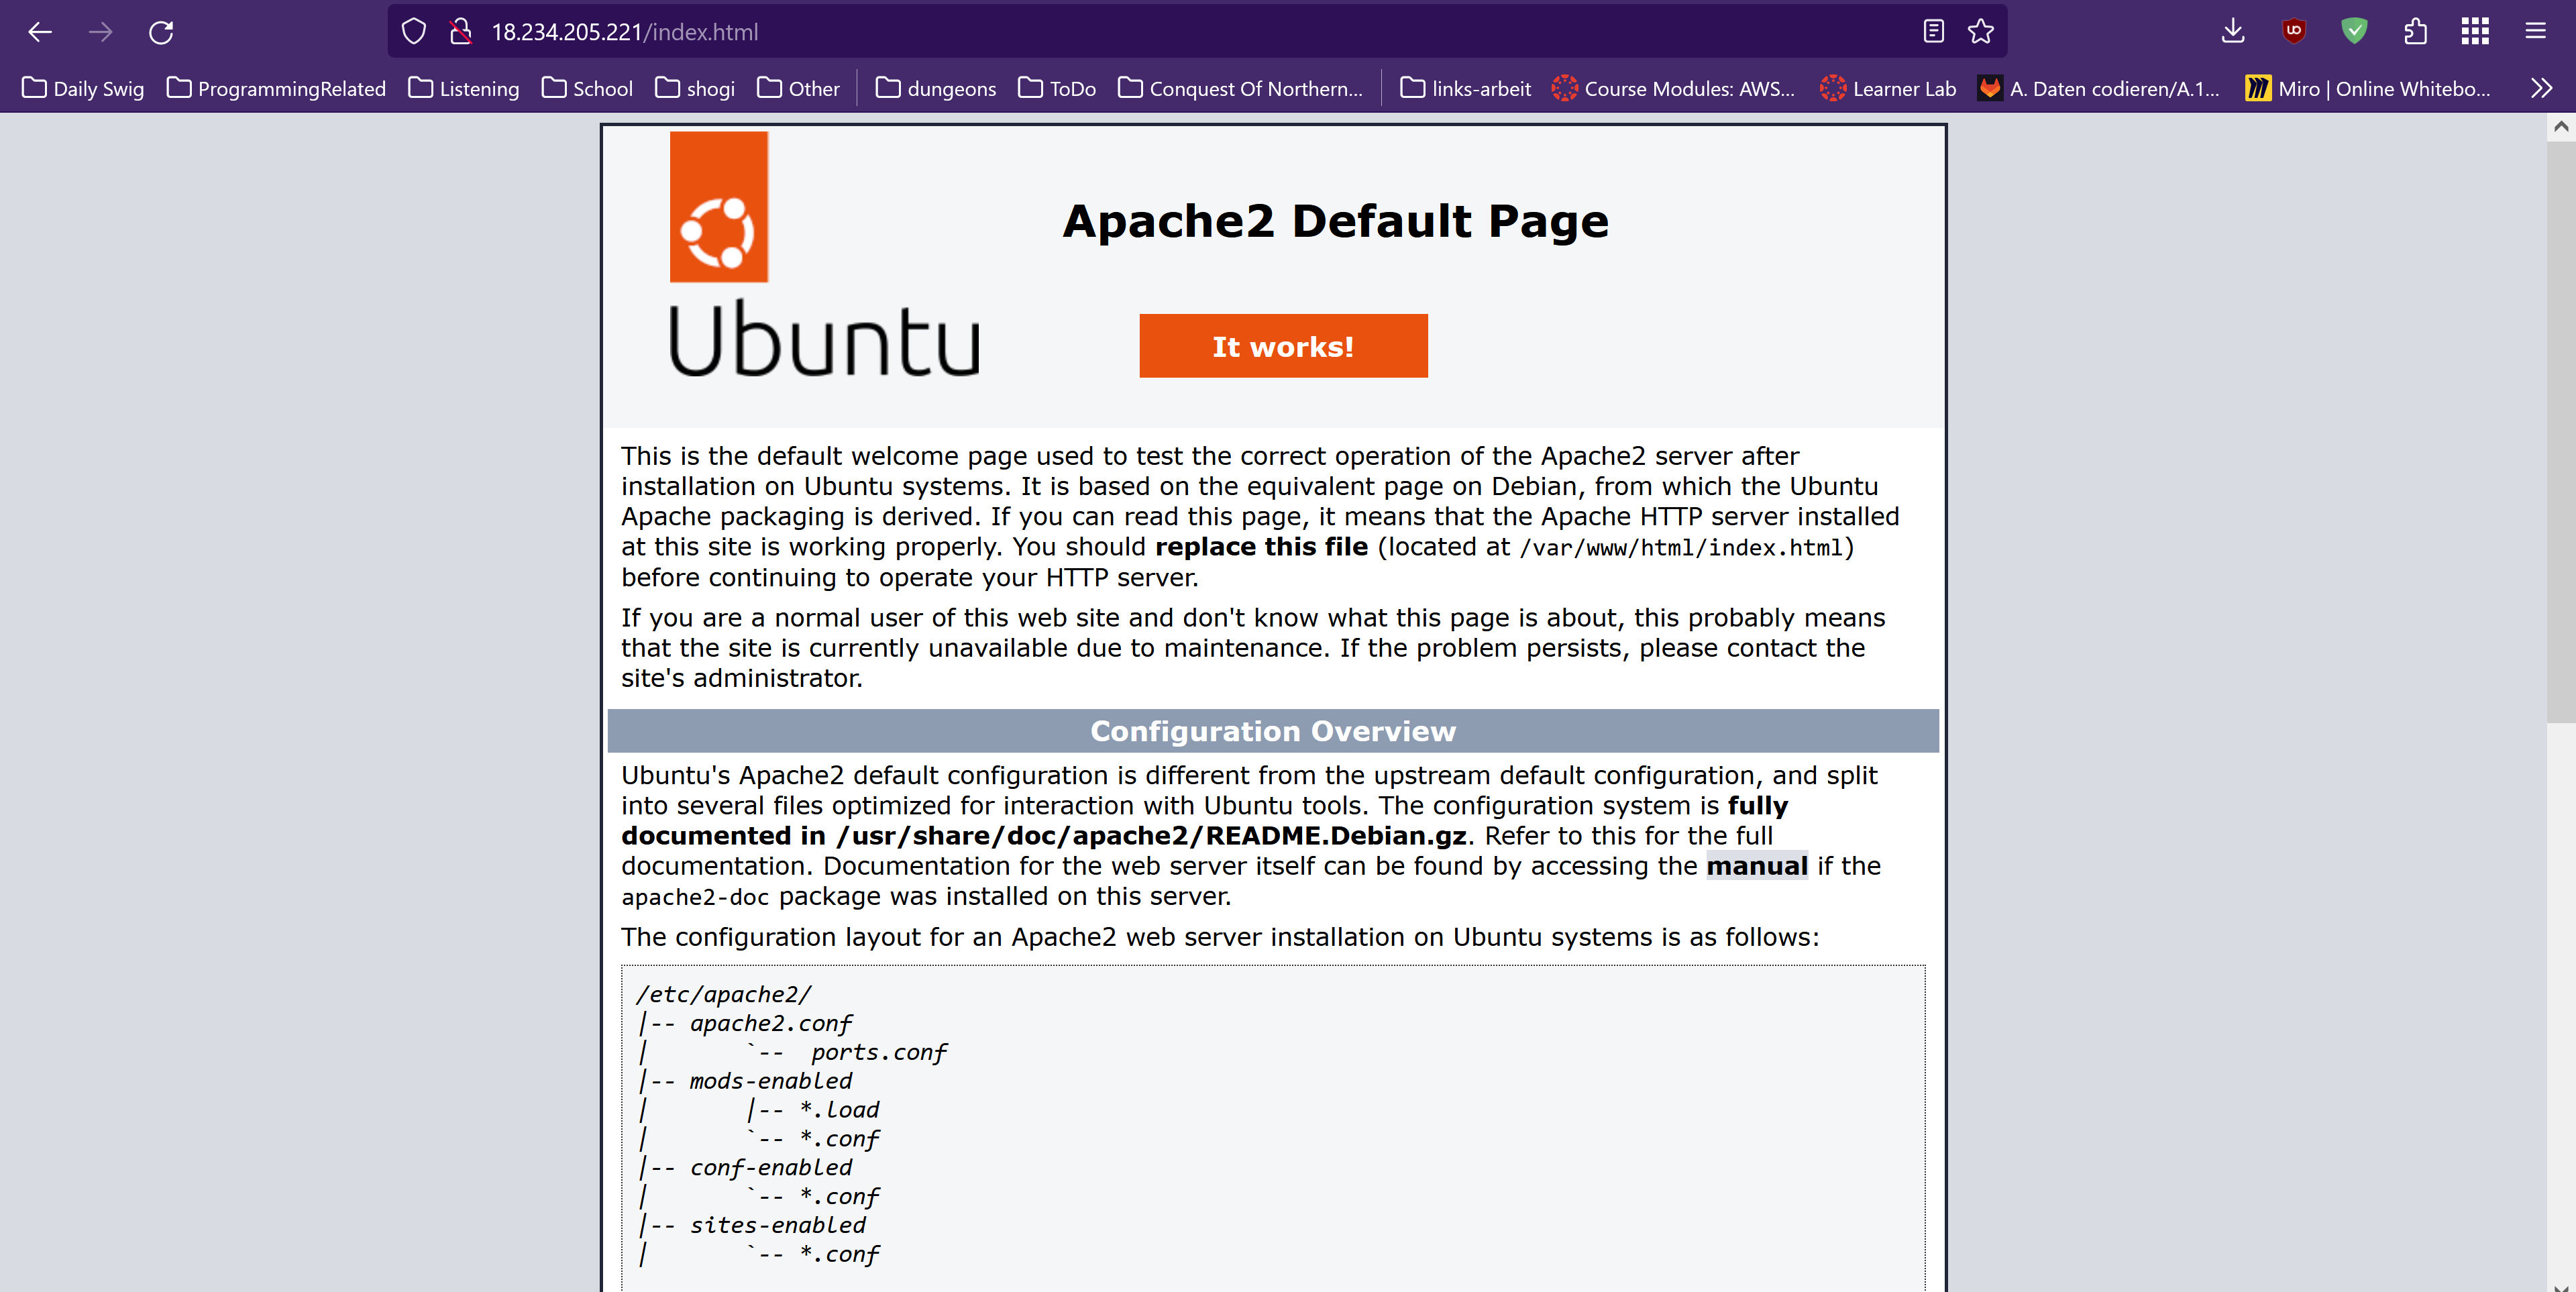 18.234.205.221/index.html
Daily Swig ProgrammingRelated Listening School shogi Other dungeons ToDo Conquest Of Northern... links-arbeit Course Modules: AWS... Learner Lab A. Daten codieren/A.1... Miro | Online Whitebo...
Apache2 Default Page
Ubuntu
It works!
This is the default welcome page used to test the correct operation of the Apache2 server after
installation on Ubuntu systems. It is based on the equivalent page on Debian, from which the Ubuntu
Apache packaging is derived. If you can read this page, it means that the Apache HTTP server installed
at this site is working properly. You should replace this file (located at /var/www/html/index.html)
before continuing to operate your HTTP server.
If you are a normal user of this web site and don't know what this page is about, this probably means
that the site is currently unavailable due to maintenance. If the problem persists, please contact the
site's administrator.
Configuration Overview
Ubuntu's Apache2 default configuration is different from the upstream default configuration, and split
into several files optimized for interaction with Ubuntu tools. The configuration system is fully
documented in /usr/share/doc/apache2/README.Debian.gz. Refer to this for the full
documentation. Documentation for the web server itself can be found by accessing the manual if the
apache2-doc package was installed on this server.
The configuration layout for an Apache2 web server installation on Ubuntu systems is as follows:
/etc/apache2/
|-- apache2.conf
|       `--  ports.conf
|-- mods-enabled
|       |-- *.load
|       `-- *.conf
|-- conf-enabled
|       `-- *.conf
|-- sites-enabled
|       `-- *.conf